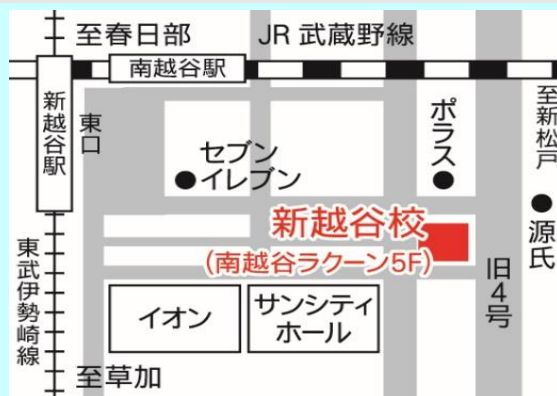 至春日部
JR 武蔵野線
南越谷駅
新越谷駅
東口
セブン
イレブン
ポラス
至新松戸
源氏
新越谷校
(南越谷ラクーン5F)
旧4号
東武伊勢崎線
イオン
サンシティ
ホール
至草加